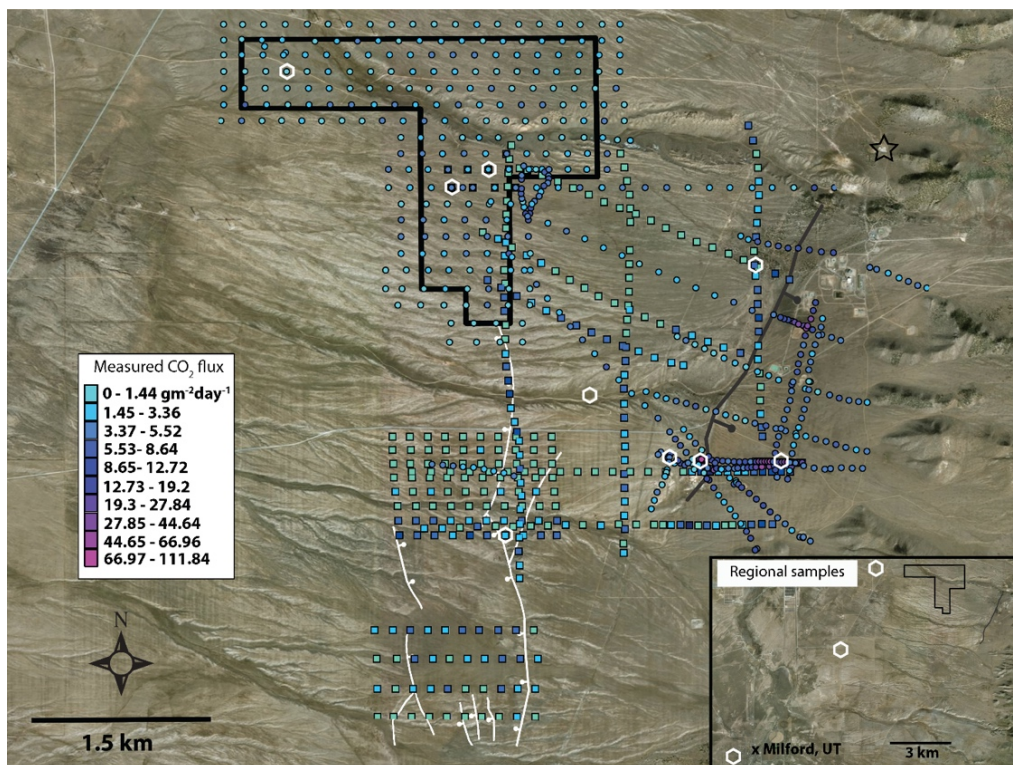 Measured CO₂ flux
0 - 1.44 gm⁻²day⁻¹
1.45 - 3.36
3.37 - 5.52
5.53- 8.64
8.65- 12.72
12.73 - 19.2
19.3 - 27.84
27.85 - 44.64
44.65 - 66.96
66.97 - 111.84
N
1.5 km
Regional samples
x Milford, UT
3 km